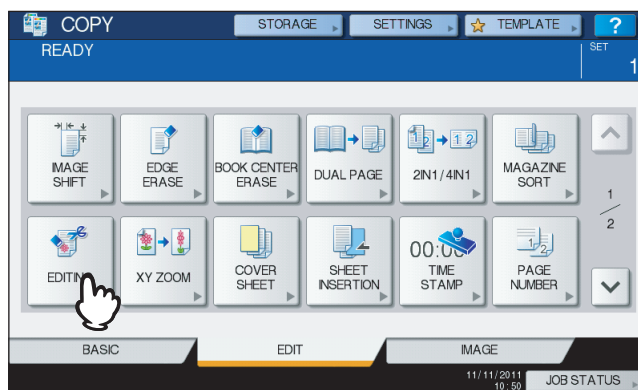 COPY
STORAGE
SETTINGS
TEMPLATE
?
READY
SET
1
IMAGE
SHIFT
EDGE
ERASE
BOOK CENTER
ERASE
DUAL PAGE
2IN1/4IN1
MAGAZINE
SORT
1
2
EDITING
XY ZOOM
COVER
SHEET
SHEET
INSERTION
00:00
TIME
STAMP
PAGE
NUMBER
BASIC
EDIT
IMAGE
11/11/2011
10:50
JOB STATUS